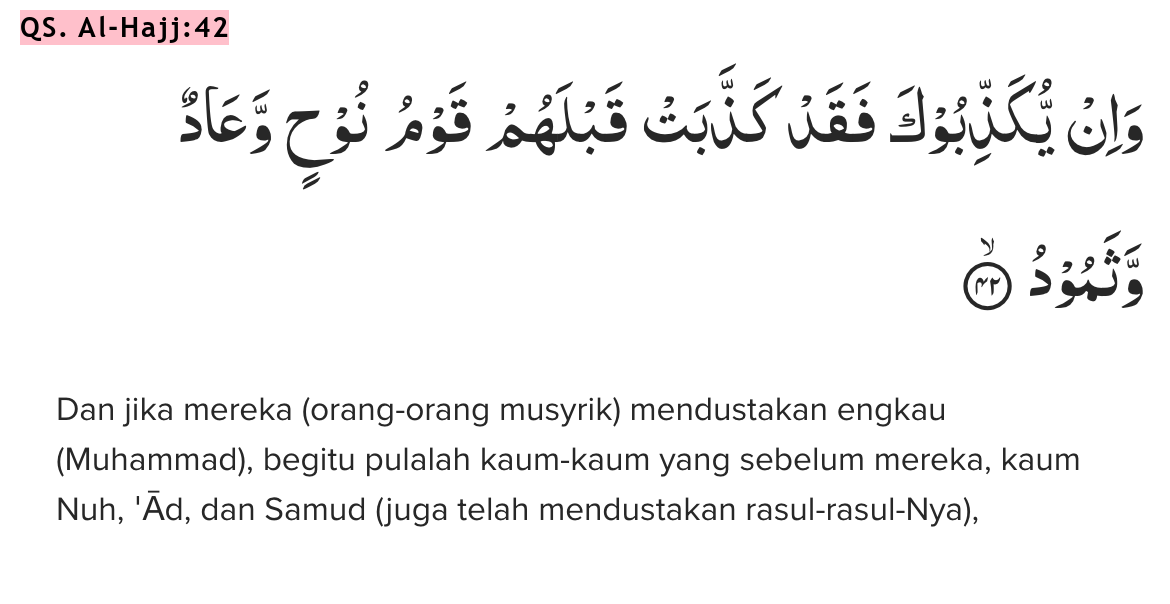 QS. Al-Hajj:42
وَاِنْ يُّكَذِّبُوْكَ فَقَدْ كَذَّبَتْ قَبْلَهُمْ قَوْمُ نُوْحٍ وَّعَادٌ
وَّثَمُوْدُ ۙ ۝٤٢
Dan jika mereka (orang-orang musyrik) mendustakan engkau
(Muhammad), begitu pulalah kaum-kaum yang sebelum mereka, kaum
Nuh, 'Ād, dan Samud (juga telah mendustakan rasul-rasul-Nya),